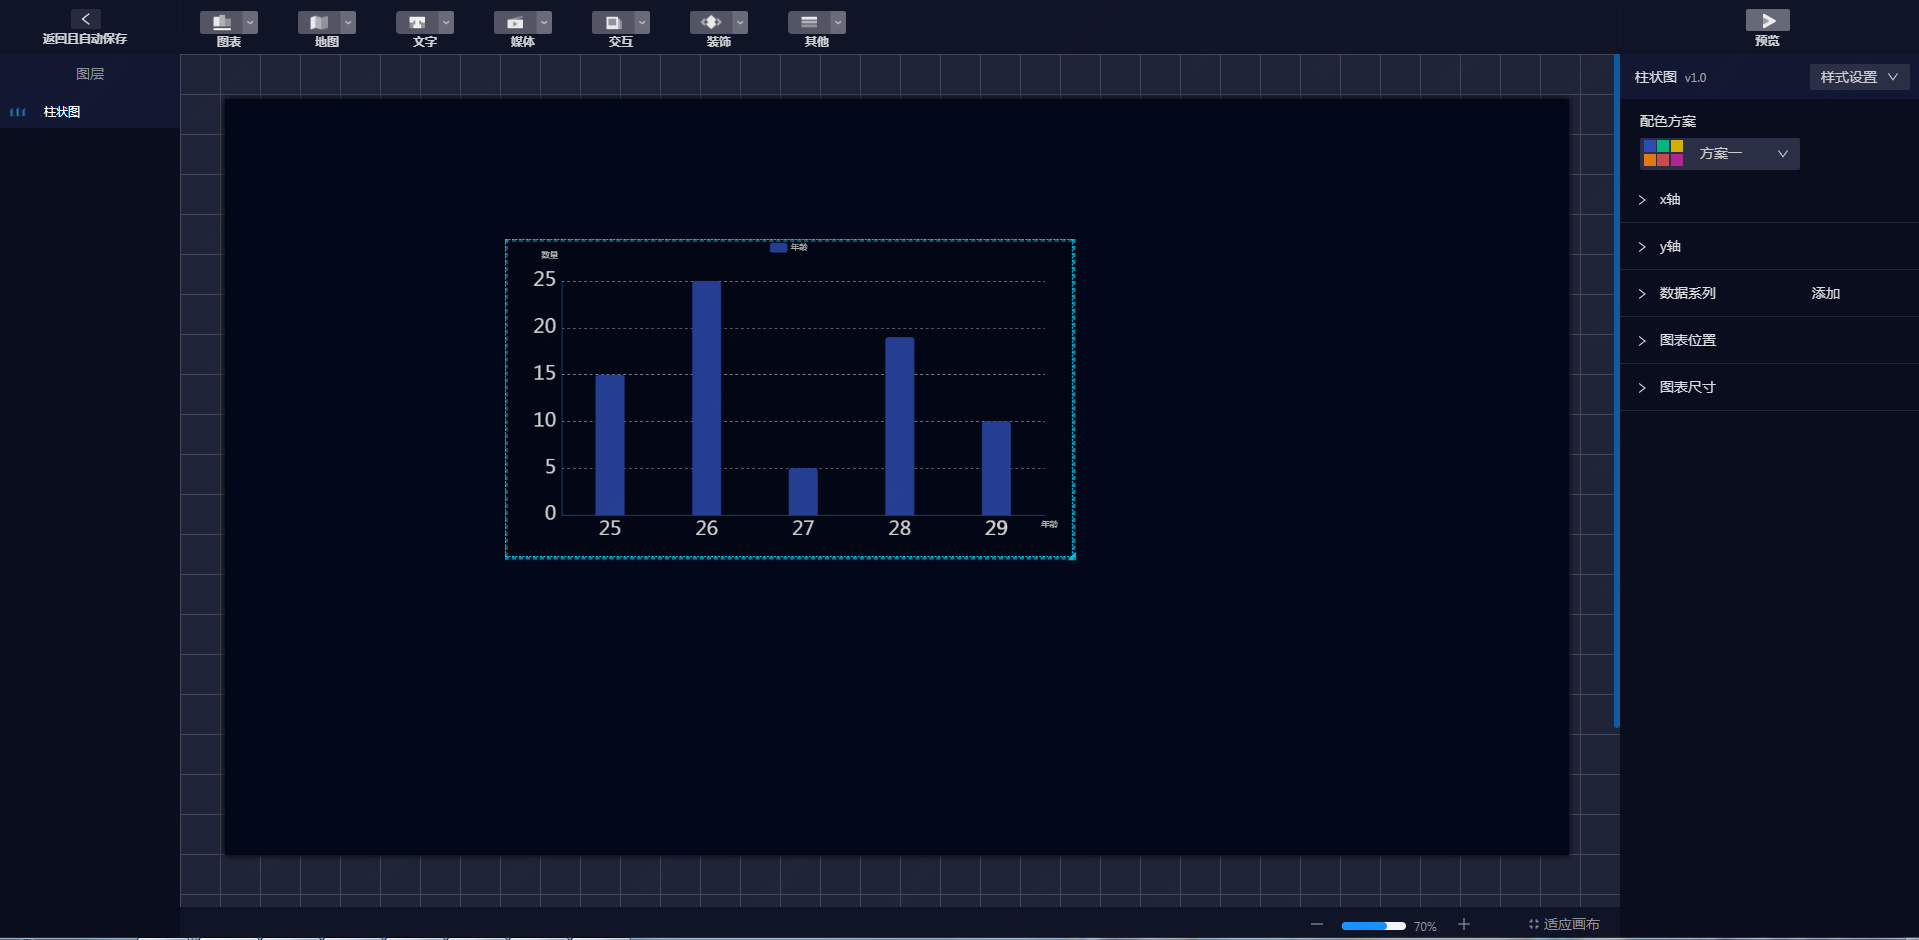 返回且自动保存
图表
地图
文字
媒体
交互
装饰
其他
预览
图层
柱状图
柱状图 v1.0
样式设置
配色方案
方案一
x轴
y轴
数据系列 添加
图表位置
图表尺寸
年龄
数量
25
20
15
10
5
0
25 26 27 28 29 年龄
70%
适应画布